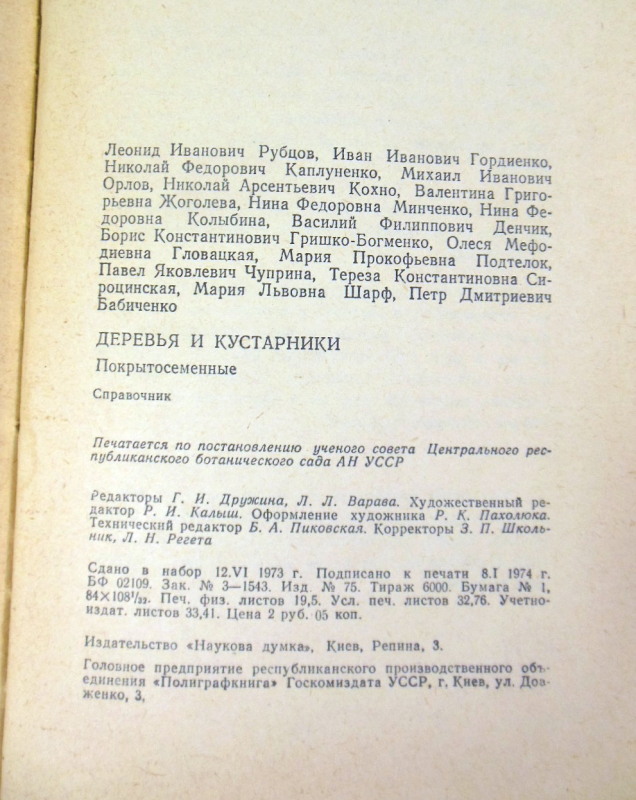 Леонид Иванович Рубцов, Иван Иванович Гордиенко,
Николай Федорович Каплуненко, Михаил Иванович
Орлов, Николай Арсентьевич Кохно, Валентина Григо-
рьевна Жоголева, Нина Федоровна Минченко, Нина Фе-
доровна Колыбина, Василий Филиппович Денчик,
Борис Константинович Гришко-Богменко, Олеся Мефо-
диевна Гловацкая, Мария Прокофьевна Подтелок,
Павел Яковлевич Чуприна, Тереза Константиновна Си-
роцинская, Мария Львовна Шарф, Петр Дмитриевич
Бабиченко
ДЕРЕВЬЯ И КУСТАРНИКИ
Покрытосеменные
Справочник
Печатается по постановлению ученого совета Центрального рес-
публиканского ботанического сада АН УССР
Редакторы Г. И. Дружина, Л. Л. Варава. Художественный ре-
дактор Р. И. Калыш. Оформление художника Р. К. Пахолюка.
Технический редактор Б. А. Пиковская. Корректоры З. П. Школь-
ник, Л. Н. Регета
Сдано в набор 12.VI 1973 г. Подписано к печати 8.I 1974 г.
БФ 02109. Зак. № 3—1543. Изд. № 75. Тираж 6000. Бумага № 1,
84×108¹/₃₂. Печ. физ. листов 19,5. Усл. печ. листов 32,76. Учетно-
издат. листов 33,41. Цена 2 руб. 05 коп.
Издательство «Наукова думка», Киев, Репина, 3.
Головное предприятие республиканского производственного объ-
единения «Полиграфкнига» Госкомиздата УССР, г. Киев, ул. Дов-
женко, 3,